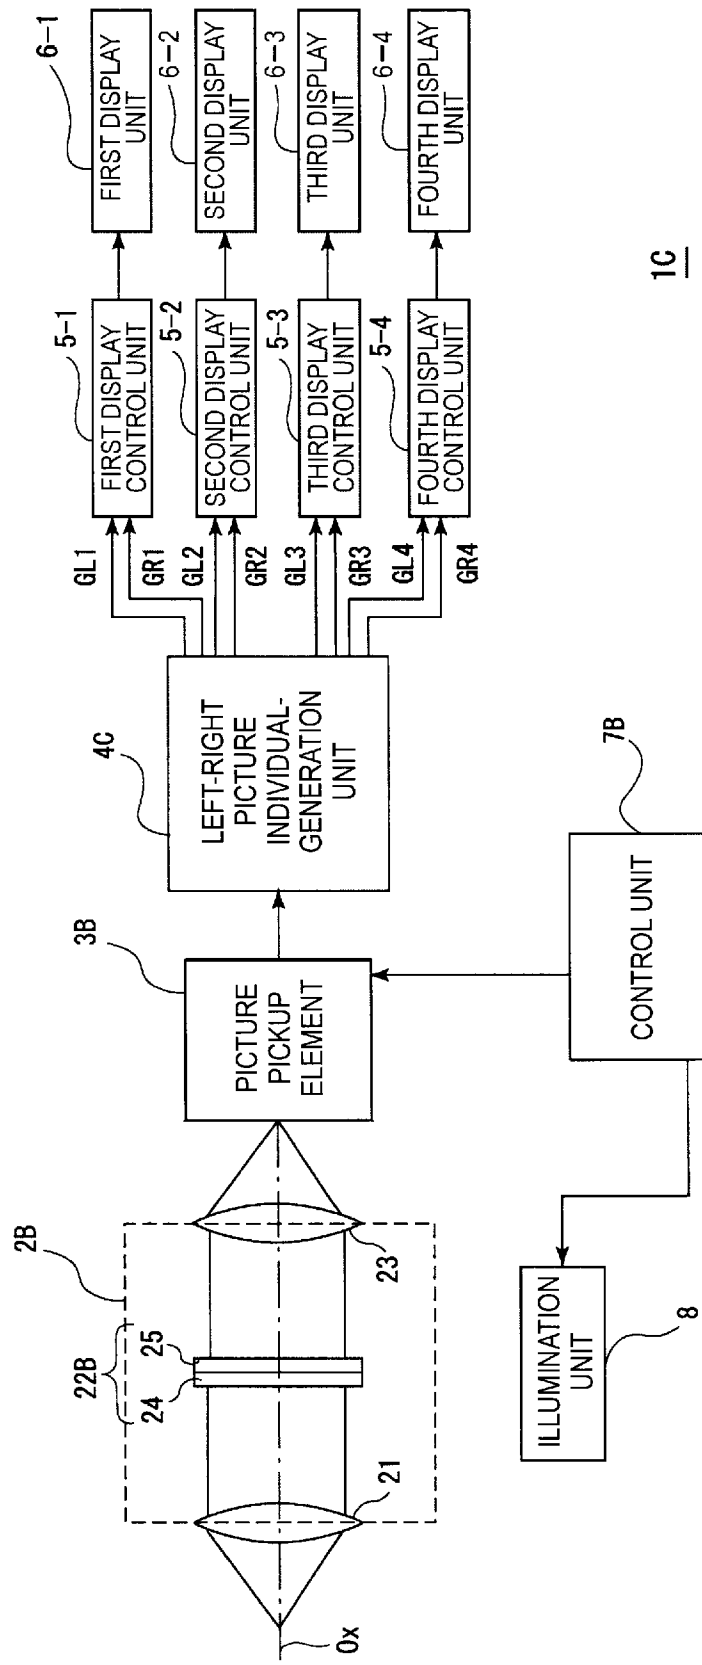 2B
22B
24
25
21
23
Ox
3B
PICTURE
PICKUP
ELEMENT
4C
LEFT-RIGHT
PICTURE
INDIVIDUAL-
GENERATION
UNIT
GL1
GR1
GL2
GR2
GL3
GR3
GL4
GR4
5-1
FIRST DISPLAY
CONTROL UNIT
5-2
SECOND DISPLAY
CONTROL UNIT
5-3
THIRD DISPLAY
CONTROL UNIT
5-4
FOURTH DISPLAY
CONTROL UNIT
6-1
FIRST DISPLAY
UNIT
6-2
SECOND DISPLAY
UNIT
6-3
THIRD DISPLAY
UNIT
6-4
FOURTH DISPLAY
UNIT
ILLUMINATION
UNIT
8
CONTROL UNIT
7B
1C